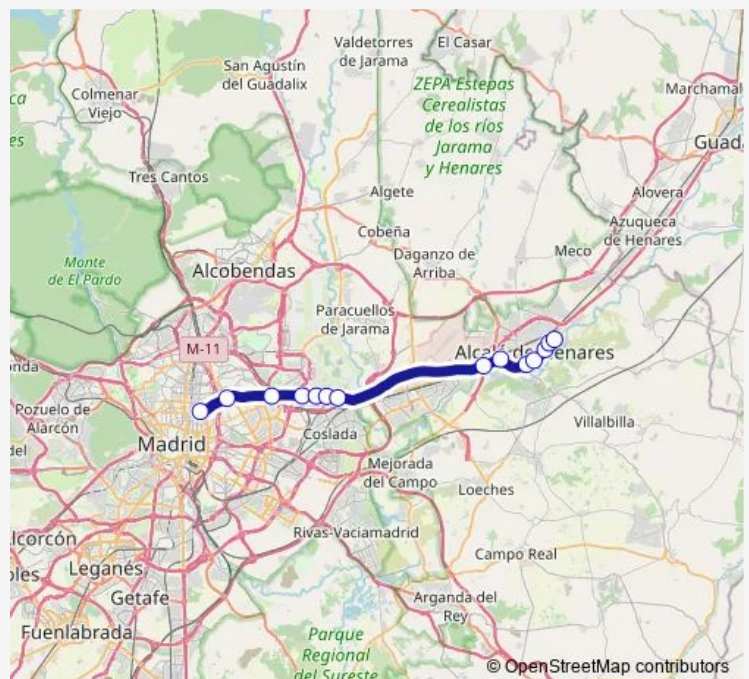 Valdetorres
de Jarama
El Casar
San Agustín
del Guadalix
ZEPA Estepas
Cerealistas
de los ríos
Jarama
y Henares
Marchamal
Colmenar
Viejo
Guada
Tres Cantos
Algete
Alovera
Azuqueca
de Henares
Cobeña
Meco
Daganzo de
Arriba
Monte
de El Pardo
Alcobendas
Paracuellos
de Jarama
M-11
Alcalá de Henares
Pozuelo de
Alarcón
Madrid
Coslada
Villalbilla
del
Mejorada
del Campo
Loeches
Rivas-Vaciamadrid
Alcorcón
Campo Real
Leganés
Getafe
Arganda del
Rey
Fuenlabrada
Parque
Regional
del Sureste
© OpenStreetMap contributors